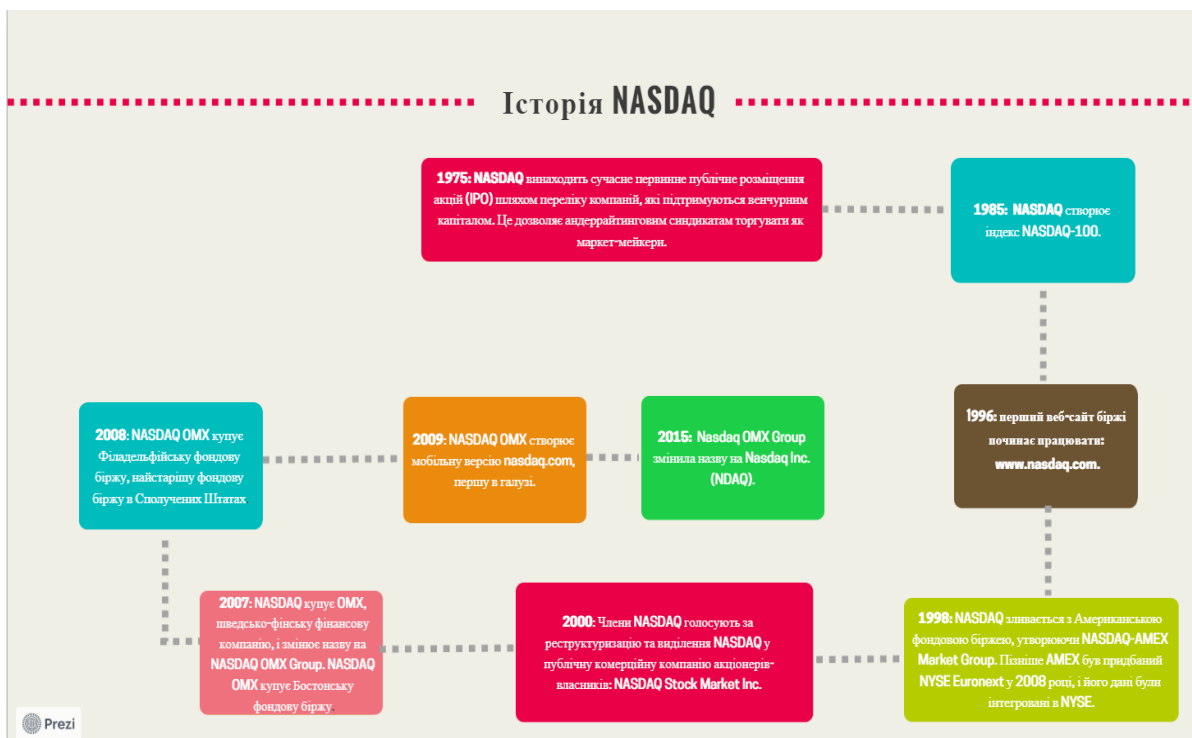 Історія NASDAQ
1975: NASDAQ винаходить сучасне первинне публічне розміщення
акцій (IPO) шляхом переліку компаній, які підтримуються венчурним
капіталом. Це дозволяє андеррайтинговим синдикатам торгувати як
маркет-мейкери.
1985: NASDAQ створює
індекс NASDAQ-100.
1996: перший веб-сайт біржі
починає працювати:
www.nasdaq.com.
1998: NASDAQ зливається з Американською
фондовою біржею, утворюючи NASDAQ-AMEX
Market Group. Пізніше AMEX був придбаний
NYSE Euronext у 2008 році, і його дані були
інтегровані в NYSE.
2000: Члени NASDAQ голосують за
реструктуризацію та виділення NASDAQ у
публічну комерційну компанію акціонерів-
власників: NASDAQ Stock Market Inc.
2007: NASDAQ купує OMX,
шведсько-фінську фінансову
компанію, і змінює назву на
NASDAQ OMX Group. NASDAQ
OMX купує Бостонську
фондову біржу.
2008: NASDAQ OMX купує
Філадельфійську фондову
біржу, найстарішу фондову
біржу в Сполучених Штатах.
2009: NASDAQ OMX створює
мобільну версію nasdaq.com,
першу в галузі.
2015: Nasdaq OMX Group
змінила назву на Nasdaq Inc.
(NDAQ).
Prezi